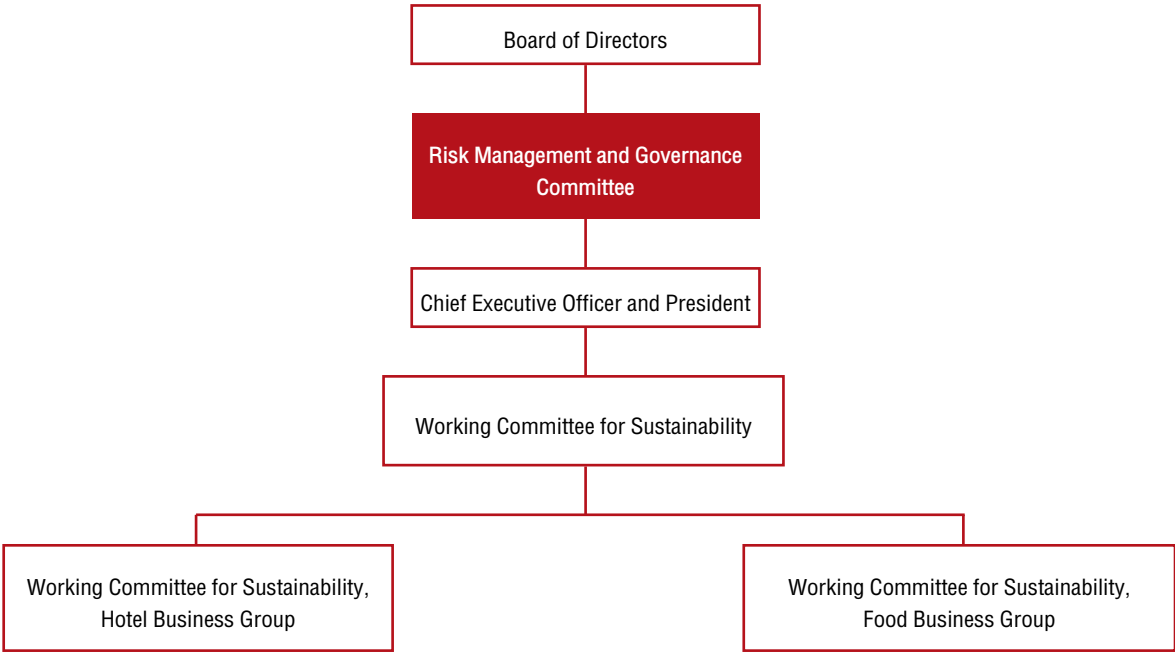 Board of Directors
Risk Management and Governance
Committee
Chief Executive Officer and President
Working Committee for Sustainability
Working Committee for Sustainability,
Hotel Business Group
Working Committee for Sustainability,
Food Business Group